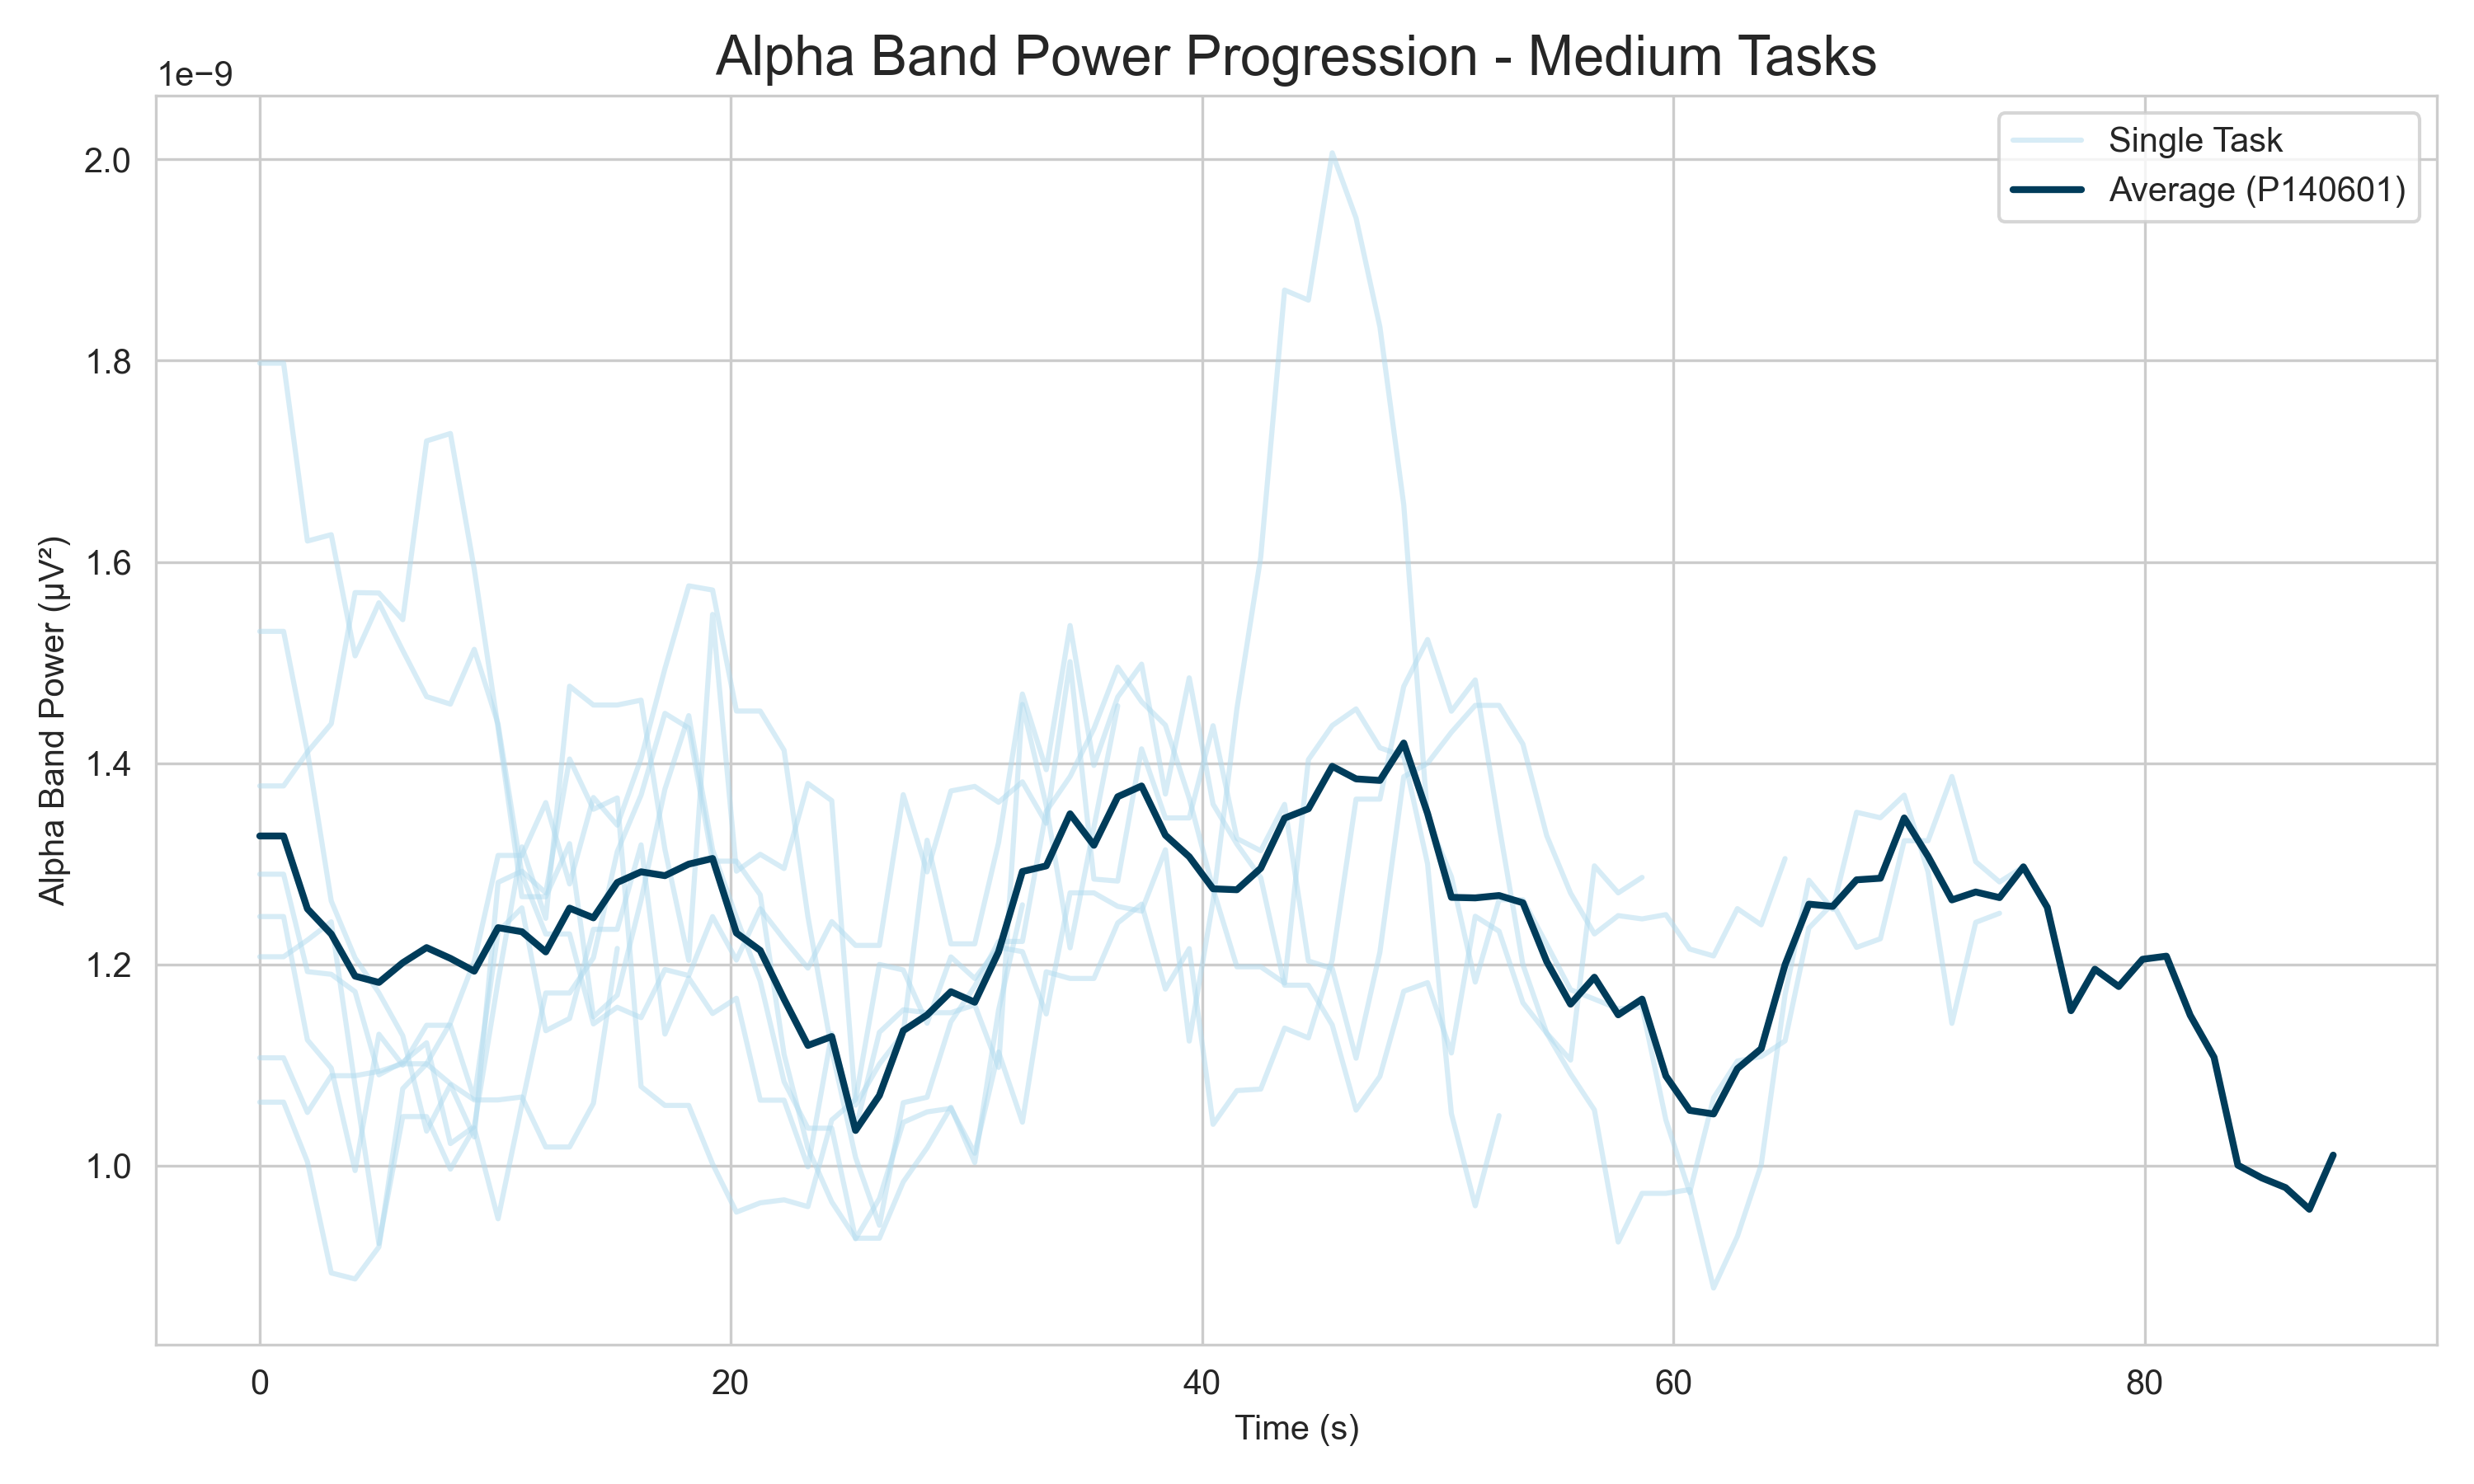 Alpha Band Power Progression - Medium Tasks
1e−9
Single Task
Average (P140601)
2.0
1.8
1.6
1.4
1.2
1.0
Alpha Band Power (µV²)
0 20 40 60 80
Time (s)